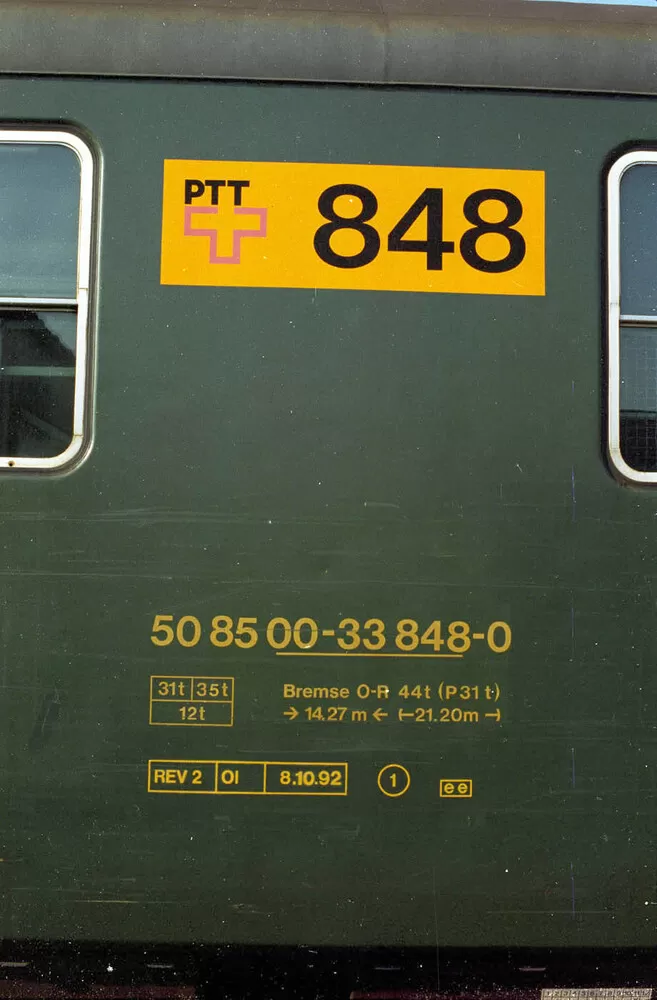 PTT
848
50 85 00-33 848-0
31t 35t
12t
Bremse O-R 44t (P31t)
→ 14.27 m ← ⟝21.20m ⟞
REV 2 OI 8.10.92 1 ee